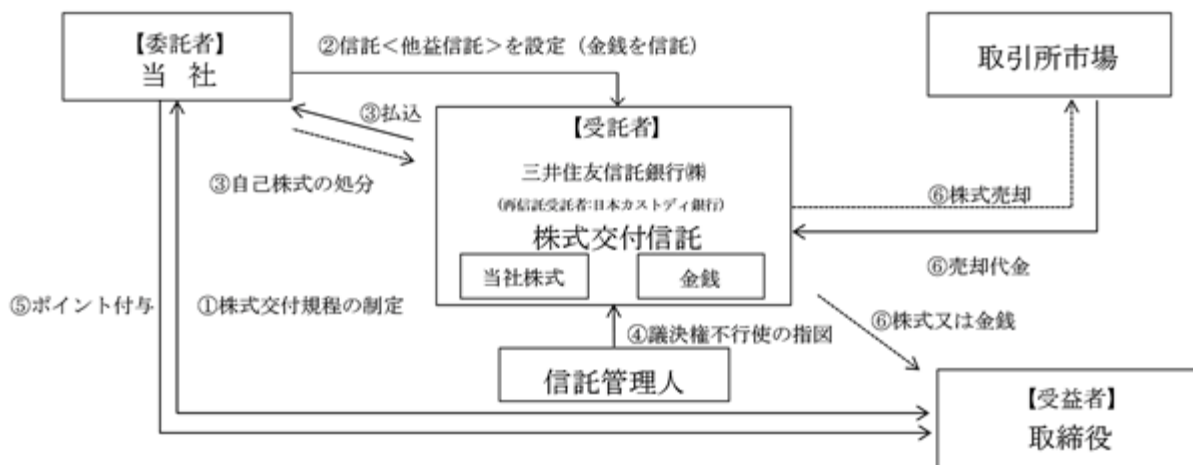 【委託者】
当 社
②信託<他益信託>を設定（金銭を信託）
取引所市場
③払込
③自己株式の処分
【受託者】
三井住友信託銀行㈱
(再信託受託者:日本カストディ銀行)
株式交付信託
当社株式
金銭
⑥株式売却
⑥売却代金
⑤ポイント付与
①株式交付規程の制定
④議決権不行使の指図
⑥株式又は金銭
信託管理人
【受益者】
取締役